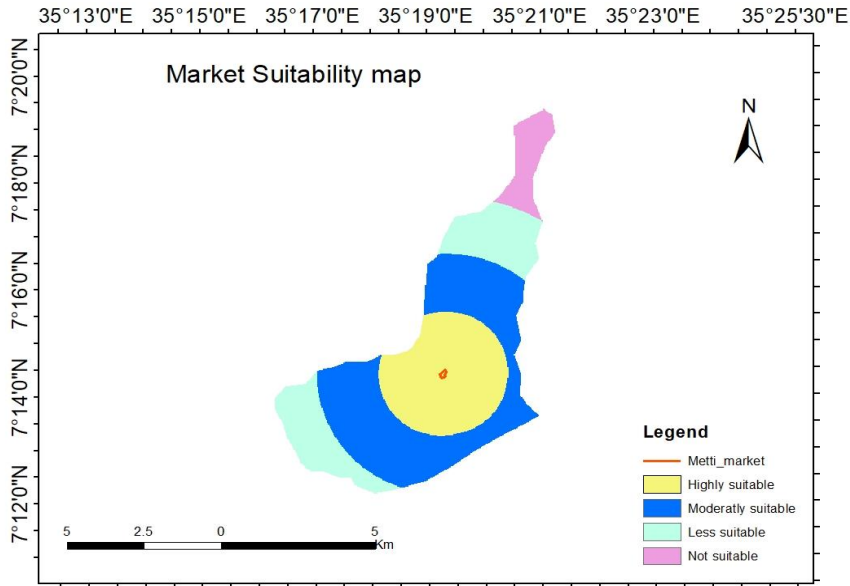 35°13'0"E 35°15'0"E 35°17'0"E 35°19'0"E 35°21'0"E 35°23'0"E 35°25'30"E
Market Suitability map
7°20'0"N
7°18'0"N
7°16'0"N
7°14'0"N
7°12'0"N
N
Legend
Metti_market
Highly suitable
Moderatly suitable
Less suitable
Not suitable
5 2.5 0 5
Km